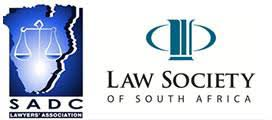 SADC
LAWYERS' ASSOCIATION
LAW SOCIETY
OF SOUTH AFRICA